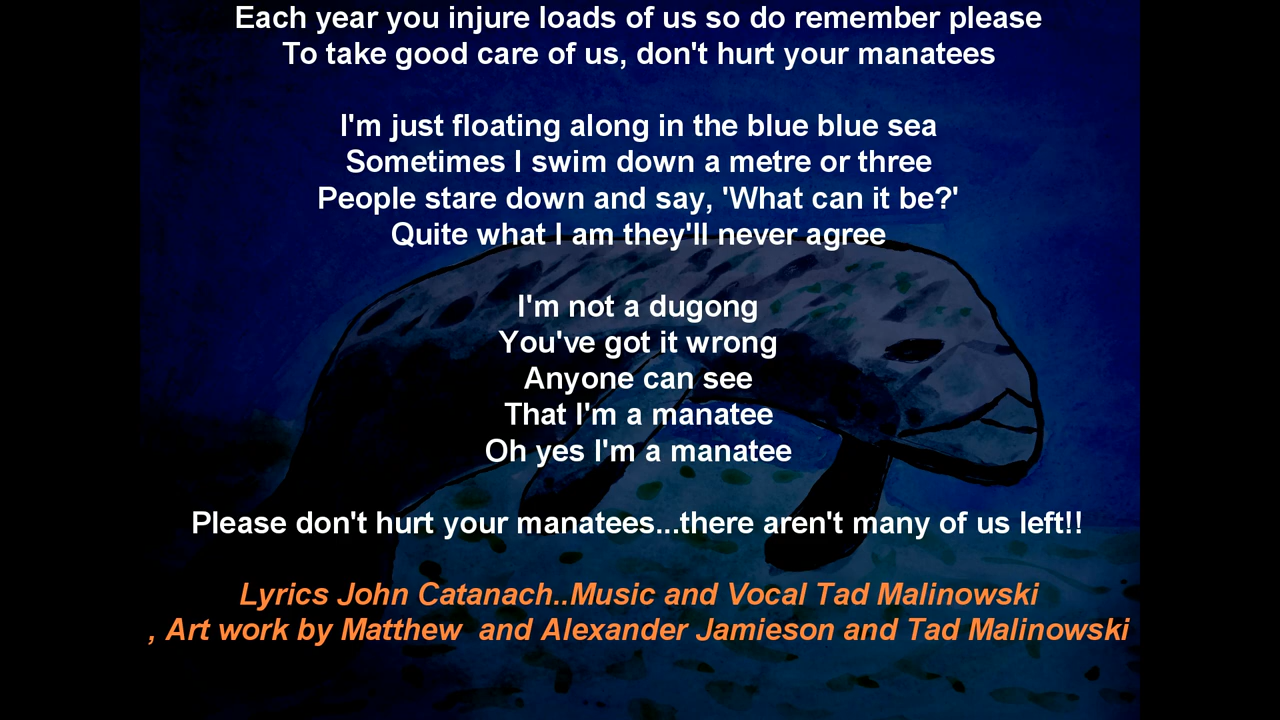 Each year you injure loads of us so do remember please
To take good care of us, don't hurt your manatees
I'm just floating along in the blue blue sea
Sometimes I swim down a metre or three
People stare down and say, 'What can it be?'
Quite what I am they'll never agree
I'm not a dugong
You've got it wrong
Anyone can see
That I'm a manatee
Oh yes I'm a manatee
Please don't hurt your manatees...there aren't many of us left!!
Lyrics John Catanach..Music and Vocal Tad Malinowski
, Art work by Matthew  and Alexander Jamieson and Tad Malinowski